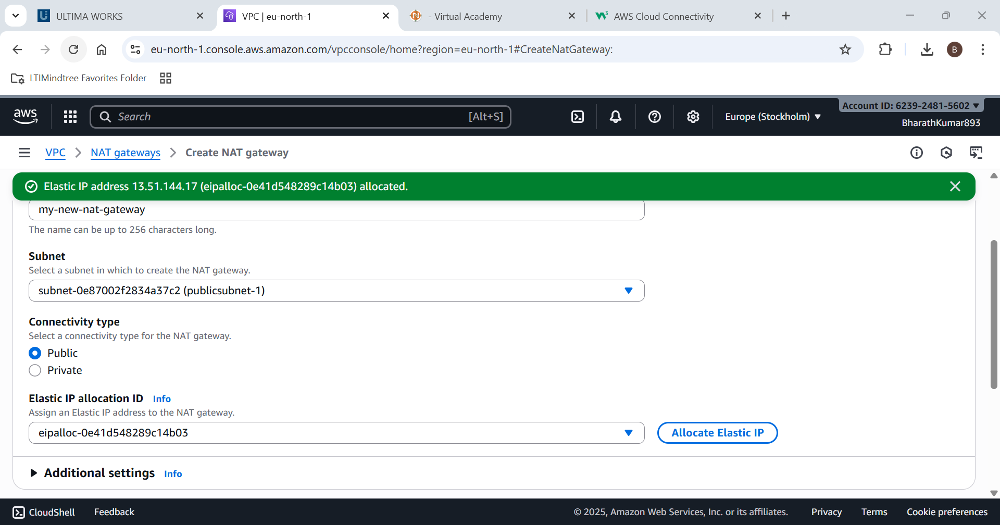 ULTIMA WORKS
VPC | eu-north-1
- Virtual Academy
AWS Cloud Connectivity
eu-north-1.console.aws.amazon.com/vpcconsole/home?region=eu-north-1#CreateNatGateway:
B
LTIMindtree Favorites Folder
aws
Search
[Alt+S]
Europe (Stockholm)
Account ID: 6239-2481-5602
BharathKumar893
VPC
NAT gateways
Create NAT gateway
Elastic IP address 13.51.144.17 (eipalloc-0e41d548289c14b03) allocated.
my-new-nat-gateway
The name can be up to 256 characters long.
Subnet
Select a subnet in which to create the NAT gateway.
subnet-0e87002f2834a37c2 (publicsubnet-1)
Connectivity type
Select a connectivity type for the NAT gateway.
Public
Private
Elastic IP allocation ID Info
Assign an Elastic IP address to the NAT gateway.
eipalloc-0e41d548289c14b03
Allocate Elastic IP
Additional settings Info
CloudShell
Feedback
© 2025, Amazon Web Services, Inc. or its affiliates.
Privacy
Terms
Cookie preferences